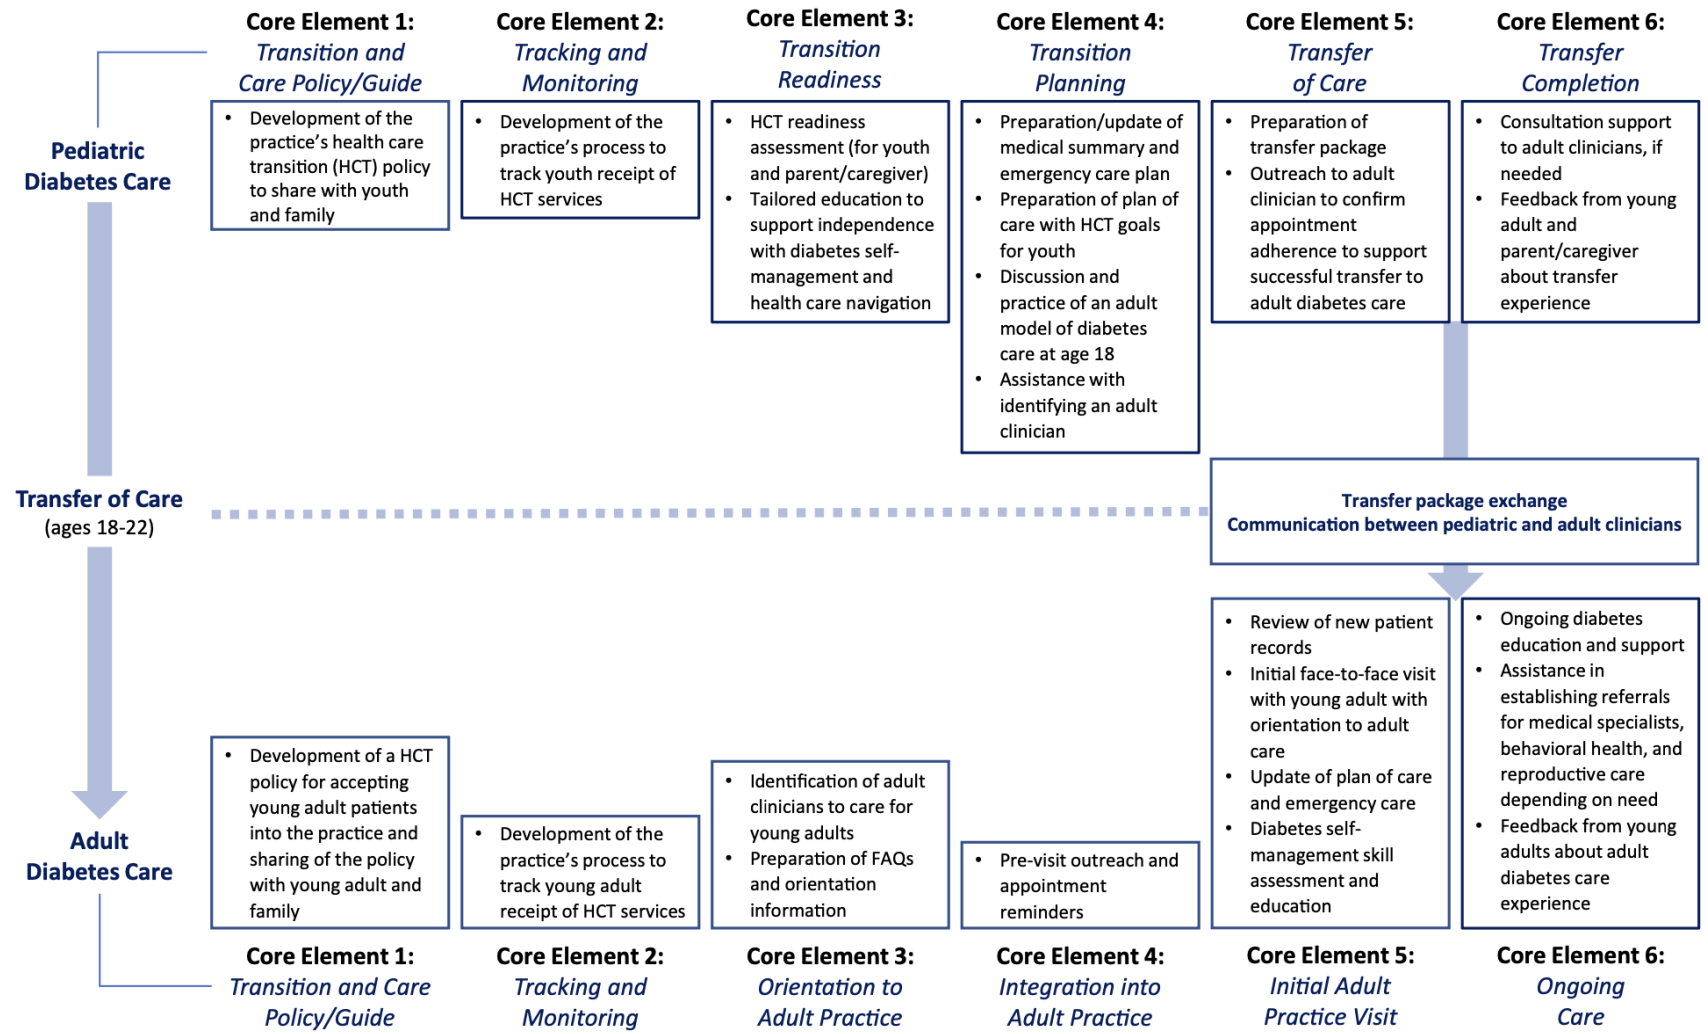 Core Element 1:
Transition and
Care Policy/Guide
Core Element 2:
Tracking and
Monitoring
Core Element 3:
Transition
Readiness
Core Element 4:
Transition
Planning
Core Element 5:
Transfer
of Care
Core Element 6:
Transfer
Completion
Pediatric
Diabetes Care
• Development of the
practice's health care
transition (HCT) policy
to share with youth
and family
• Development of the
practice's process to
track youth receipt of
HCT services
• HCT readiness
assessment (for youth
and parent/caregiver)
• Tailored education to
support independence
with diabetes self-
management and
health care navigation
• Preparation/update of
medical summary and
emergency care plan
• Preparation of plan of
care with HCT goals
for youth
• Discussion and
practice of an adult
model of diabetes
care at age 18
• Assistance with
identifying an adult
clinician
• Preparation of
transfer package
• Outreach to adult
clinician to confirm
appointment
adherence to support
successful transfer to
adult diabetes care
• Consultation support
to adult clinicians, if
needed
• Feedback from young
adult and
parent/caregiver
about transfer
experience
Transfer of Care
(ages 18-22)
Transfer package exchange
Communication between pediatric and adult clinicians
Adult
Diabetes Care
• Development of a HCT
policy for accepting
young adult patients
into the practice and
sharing of the policy
with young adult and
family
• Development of the
practice's process to
track young adult
receipt of HCT services
• Identification of adult
clinicians to care for
young adults
• Preparation of FAQs
and orientation
information
• Pre-visit outreach and
appointment
reminders
• Review of new patient
records
• Initial face-to-face visit
with young adult with
orientation to adult
care
• Update of plan of care
and emergency care
• Diabetes self-
management skill
assessment and
education
• Ongoing diabetes
education and support
• Assistance in
establishing referrals
for medical specialists,
behavioral health, and
reproductive care
depending on need
• Feedback from young
adults about adult
diabetes care
experience
Core Element 1:
Transition and Care
Policy/Guide
Core Element 2:
Tracking and
Monitoring
Core Element 3:
Orientation to
Adult Practice
Core Element 4:
Integration into
Adult Practice
Core Element 5:
Initial Adult
Practice Visit
Core Element 6:
Ongoing
Care